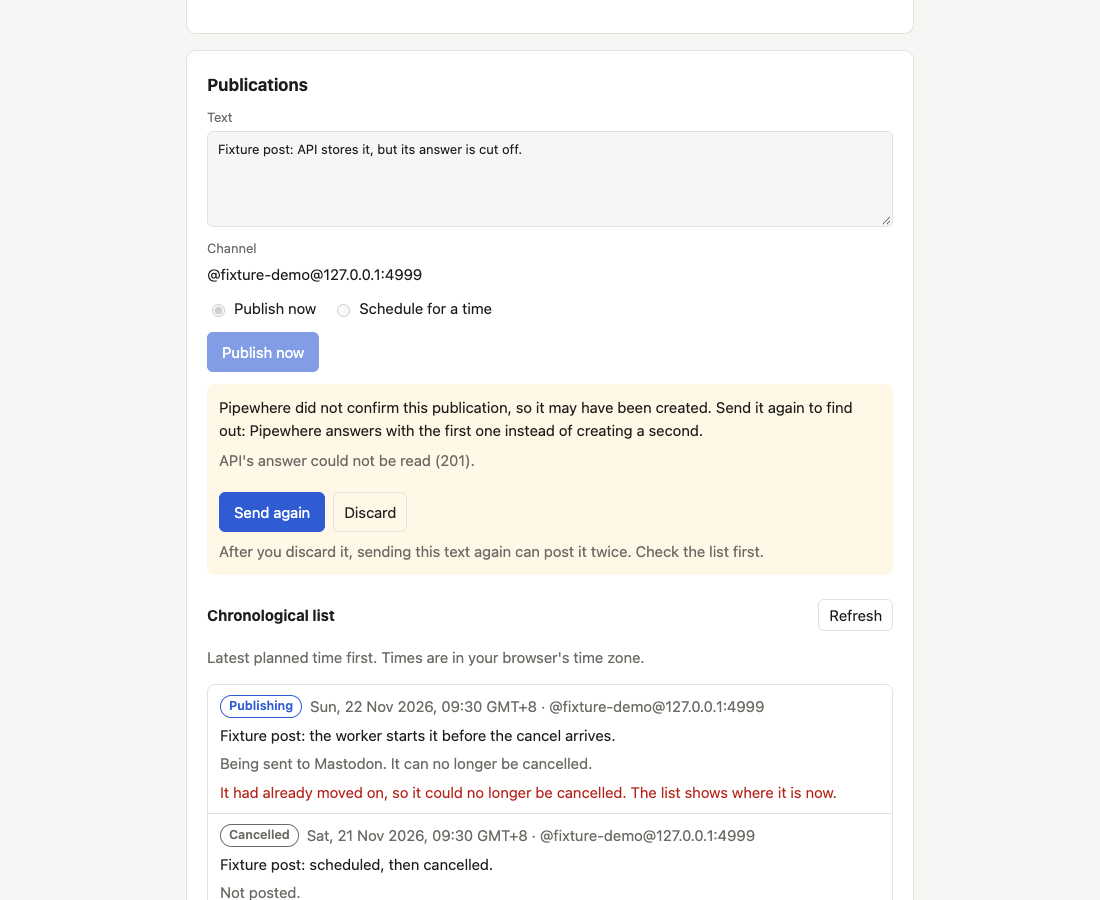 Publications
Text
Fixture post: API stores it, but its answer is cut off.
Channel
@fixture-demo@127.0.0.1:4999
Publish now
Schedule for a time
Publish now
Pipewhere did not confirm this publication, so it may have been created. Send it again to find
out: Pipewhere answers with the first one instead of creating a second.
API's answer could not be read (201).
Send again
Discard
After you discard it, sending this text again can post it twice. Check the list first.
Chronological list
Refresh
Latest planned time first. Times are in your browser's time zone.
Publishing Sun, 22 Nov 2026, 09:30 GMT+8 · @fixture-demo@127.0.0.1:4999
Fixture post: the worker starts it before the cancel arrives.
Being sent to Mastodon. It can no longer be cancelled.
It had already moved on, so it could no longer be cancelled. The list shows where it is now.
Cancelled Sat, 21 Nov 2026, 09:30 GMT+8 · @fixture-demo@127.0.0.1:4999
Fixture post: scheduled, then cancelled.
Not posted.